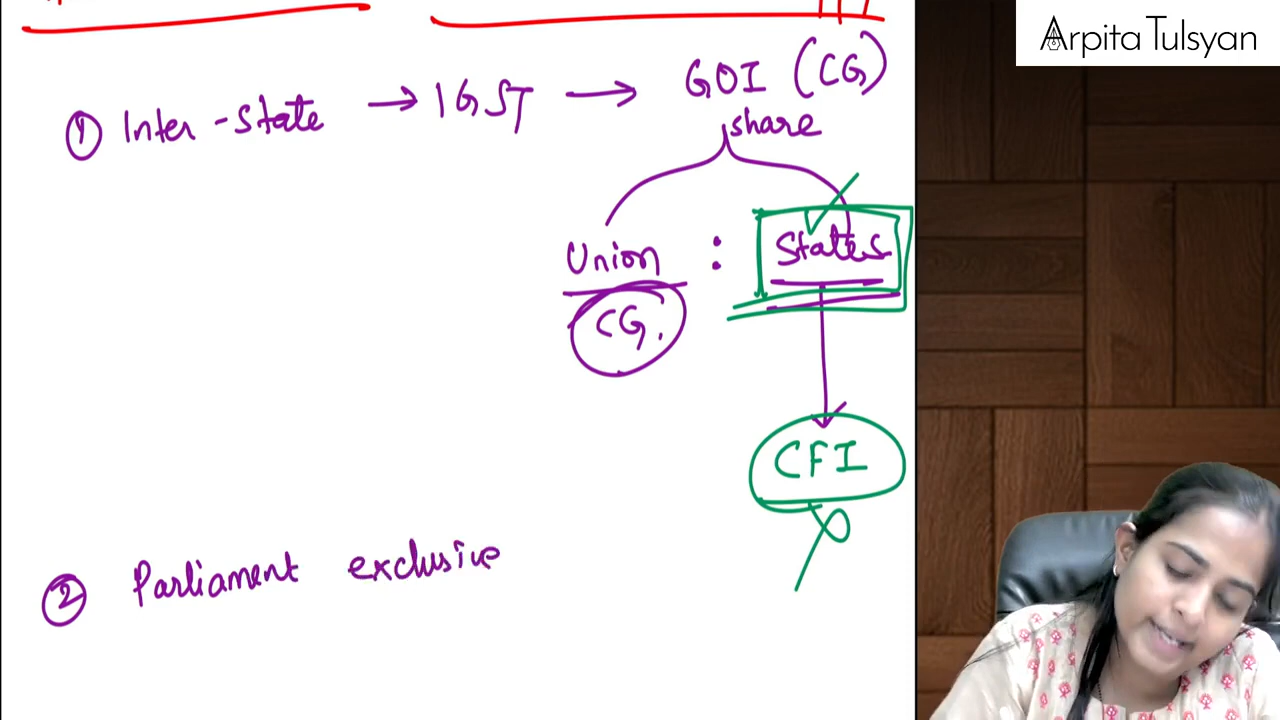 Arpita Tulsyan
① Inter-state → IGST → GOI (CG)
share
Union : States
CG.
CFI
② Parliament exclusive